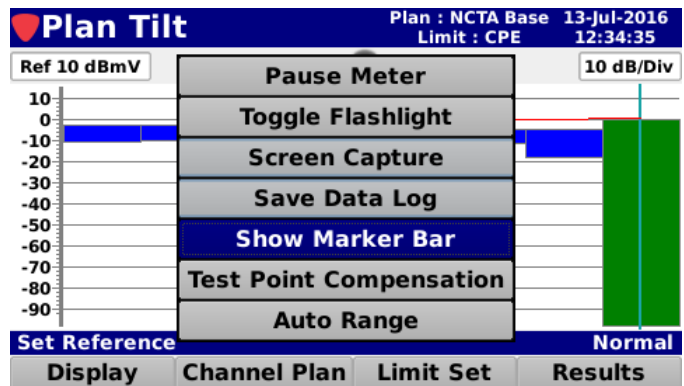 Plan Tilt
Plan : NCTA Base 13-Jul-2016
Limit : CPE 12:34:35
Ref 10 dBmV
10 dB/Div
Pause Meter
Toggle Flashlight
Screen Capture
Save Data Log
Show Marker Bar
Test Point Compensation
Auto Range
10
0
-10
-20
-30
-40
-50
-60
-70
-80
-90
Set Reference Normal
Display Channel Plan Limit Set Results